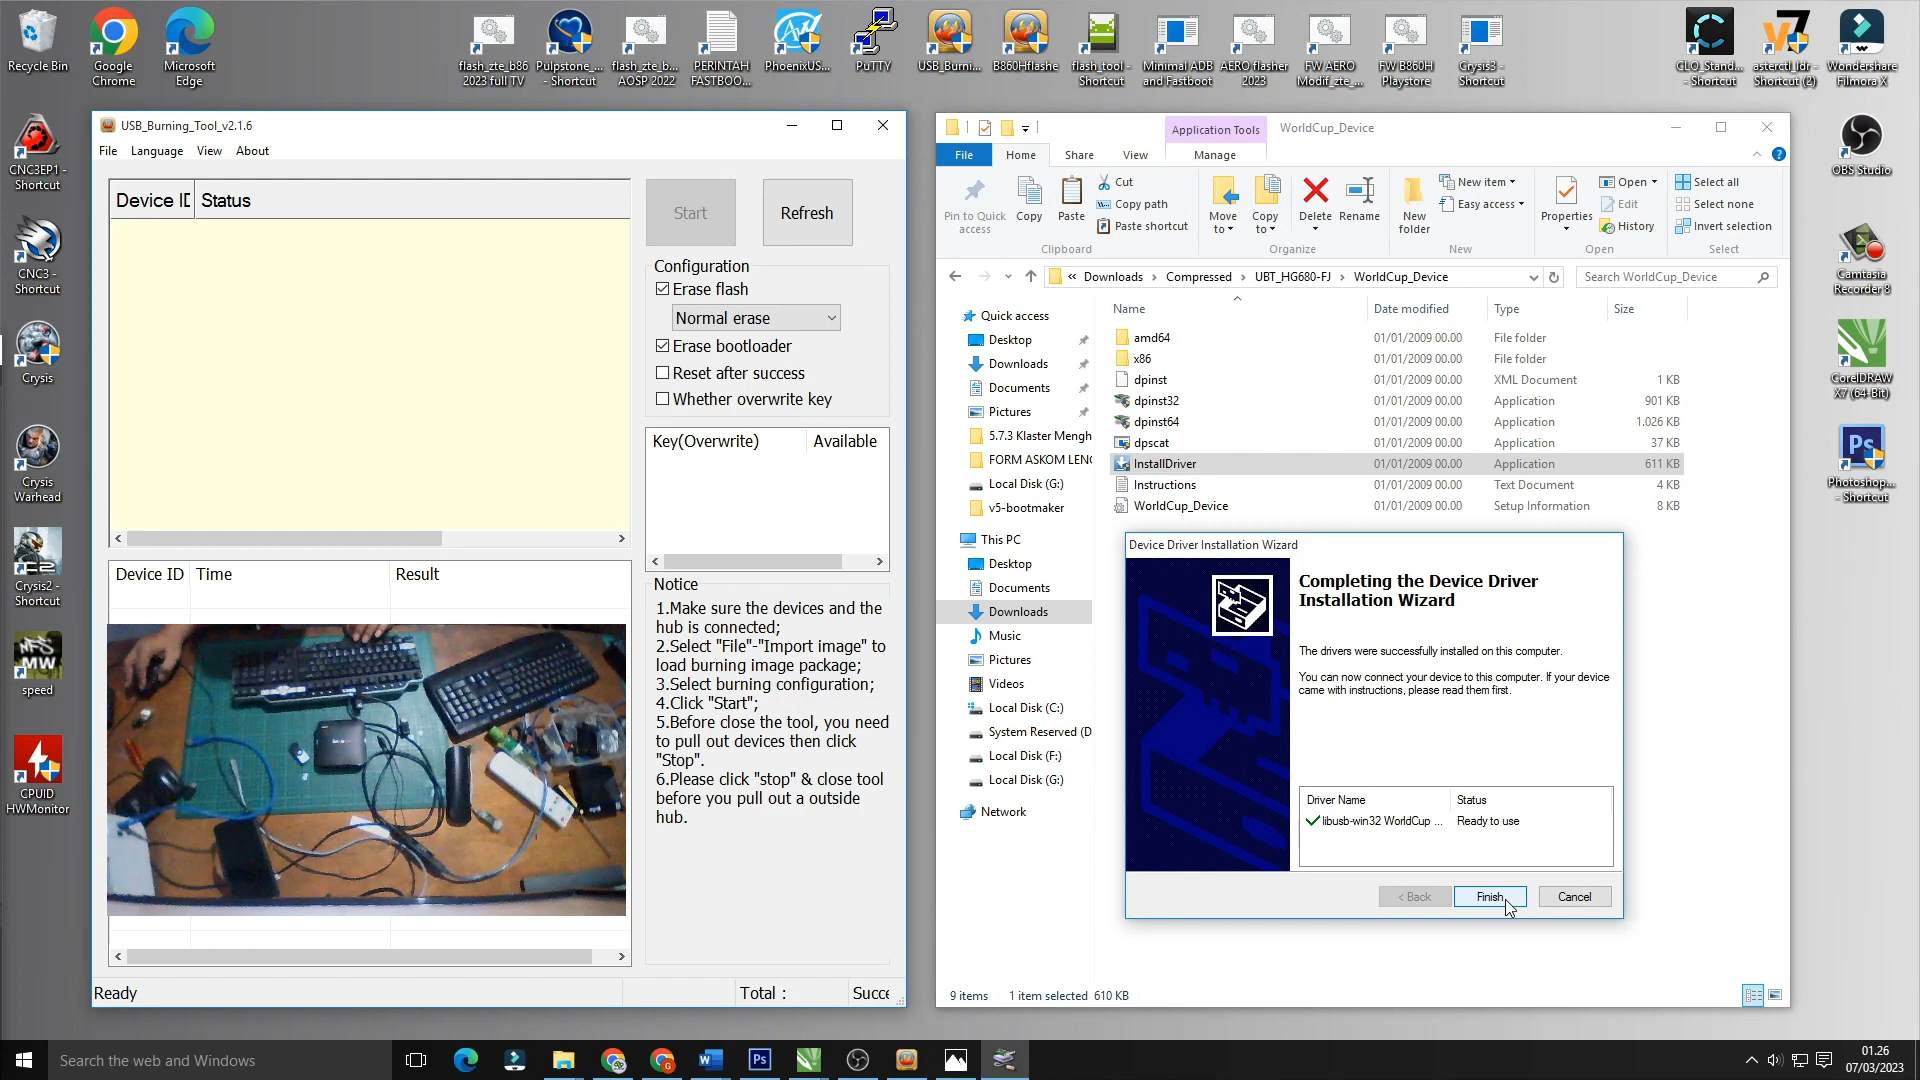 Recycle Bin
Google
Chrome
Microsoft
Edge
flash_zte_b86
2023 full TV
Pulpstone_...
- Shortcut
flash_zte_b...
AOSP 2022
PERINTAH
FASTBOO...
PhoenixUS...
PuTTY
USB_Burni...
B860Hflasher
flash_tool -
Shortcut
Minimal ADB
and Fastboot
AERO flasher
2023
FW AERO
Modif_zte_...
FW B860H
Playstore
Crysis3 -
Shortcut
CLO_Stand...
- Shortcut
asterctl_ldr -
Shortcut (2)
Wondershare
Filmora X
CNC3EP1 -
Shortcut
CNC3 -
Shortcut
Crysis
Crysis
Warhead
Crysis2 -
Shortcut
speed
CPUID
HWMonitor
OBS Studio
Camtasia
Recorder 8
CorelDRAW
X7 (64-Bit)
Photoshop...
- Shortcut
USB_Burning_Tool_v2.1.6
File Language View About
Device ID Status
Start Refresh
Configuration
Erase flash
Normal erase
Erase bootloader
Reset after success
Whether overwrite key
Key(Overwrite) Available
Device ID Time Result
Notice
1.Make sure the devices and the
hub is connected;
2.Select "File"-"Import image" to
load burning image package;
3.Select burning configuration;
4.Click "Start";
5.Before close the tool, you need
to pull out devices then click
"Stop".
6.Please click "stop" & close tool
before you pull out a outside
hub.
Ready Total : Succe
Application Tools WorldCup_Device
File Home Share View Manage
Pin to Quick
access
Copy
Paste
Cut
Copy path
Paste shortcut
Clipboard
Move
to
Copy
to
Delete
Rename
Organize
New
folder
New item
Easy access
New
Properties
Open
Edit
History
Open
Select all
Select none
Invert selection
Select
« Downloads Compressed UBT_HG680-FJ WorldCup_Device
Search WorldCup_Device
Quick access
Desktop
Downloads
Documents
Pictures
5.7.3 Klaster Mengh
FORM ASKOM LENG
Local Disk (G:)
v5-bootmaker
This PC
Desktop
Documents
Downloads
Music
Pictures
Videos
Local Disk (C:)
System Reserved (D
Local Disk (F:)
Local Disk (G:)
Network
Name Date modified Type Size
amd64 01/01/2009 00.00 File folder
x86 01/01/2009 00.00 File folder
dpinst 01/01/2009 00.00 XML Document 1 KB
dpinst32 01/01/2009 00.00 Application 901 KB
dpinst64 01/01/2009 00.00 Application 1.026 KB
dpscat 01/01/2009 00.00 Application 37 KB
InstallDriver 01/01/2009 00.00 Application 611 KB
Instructions 01/01/2009 00.00 Text Document 4 KB
WorldCup_Device 01/01/2009 00.00 Setup Information 8 KB
Device Driver Installation Wizard
Completing the Device Driver
Installation Wizard
The drivers were successfully installed on this computer.
You can now connect your device to this computer. If your device
came with instructions, please read them first.
Driver Name Status
libusb-win32 WorldCup ... Ready to use
< Back Finish Cancel
9 items 1 item selected 610 KB
Search the web and Windows
01.26
07/03/2023